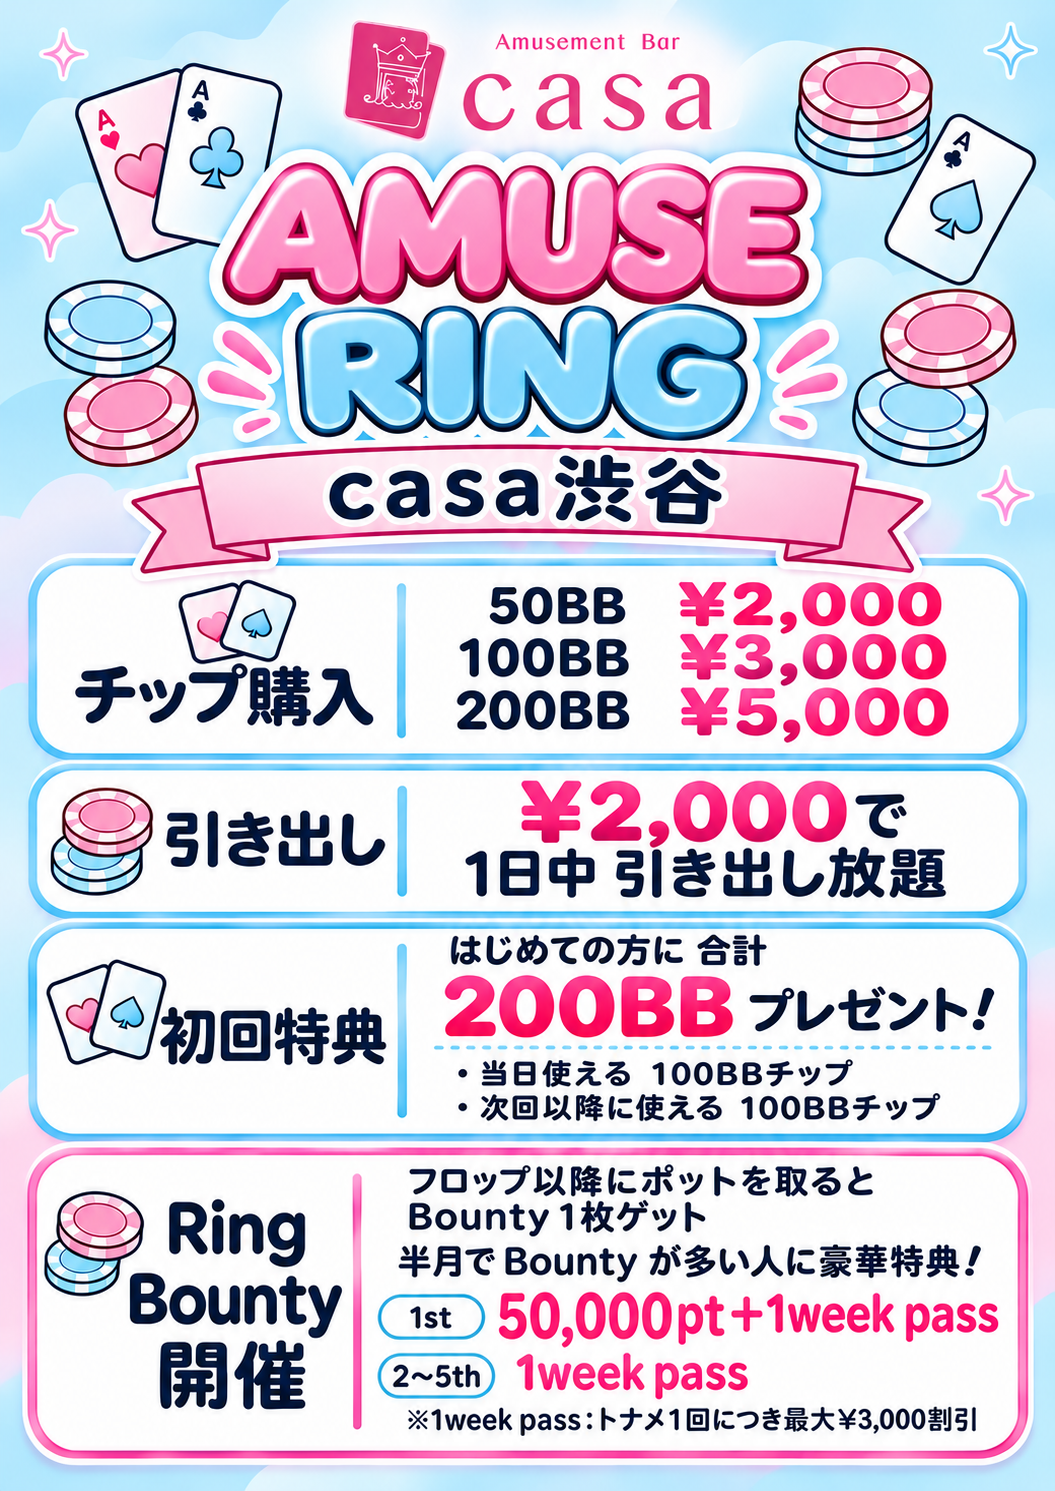 Amusement Bar
casa
A
A
A
AMUSE
RING
casa渋谷
チップ購入
50BB ¥2,000
100BB ¥3,000
200BB ¥5,000
引き出し
¥2,000で
1日中 引き出し放題
初回特典
はじめての方に 合計
200BB プレゼント!
・当日使える 100BBチップ
・次回以降に使える 100BBチップ
Ring
Bounty
開催
フロップ以降にポットを取ると
Bounty 1枚ゲット
半月で Bounty が多い人に豪華特典!
1st 50,000pt+1week pass
2〜5th 1week pass
※1week pass:トナメ1回につき最大¥3,000割引